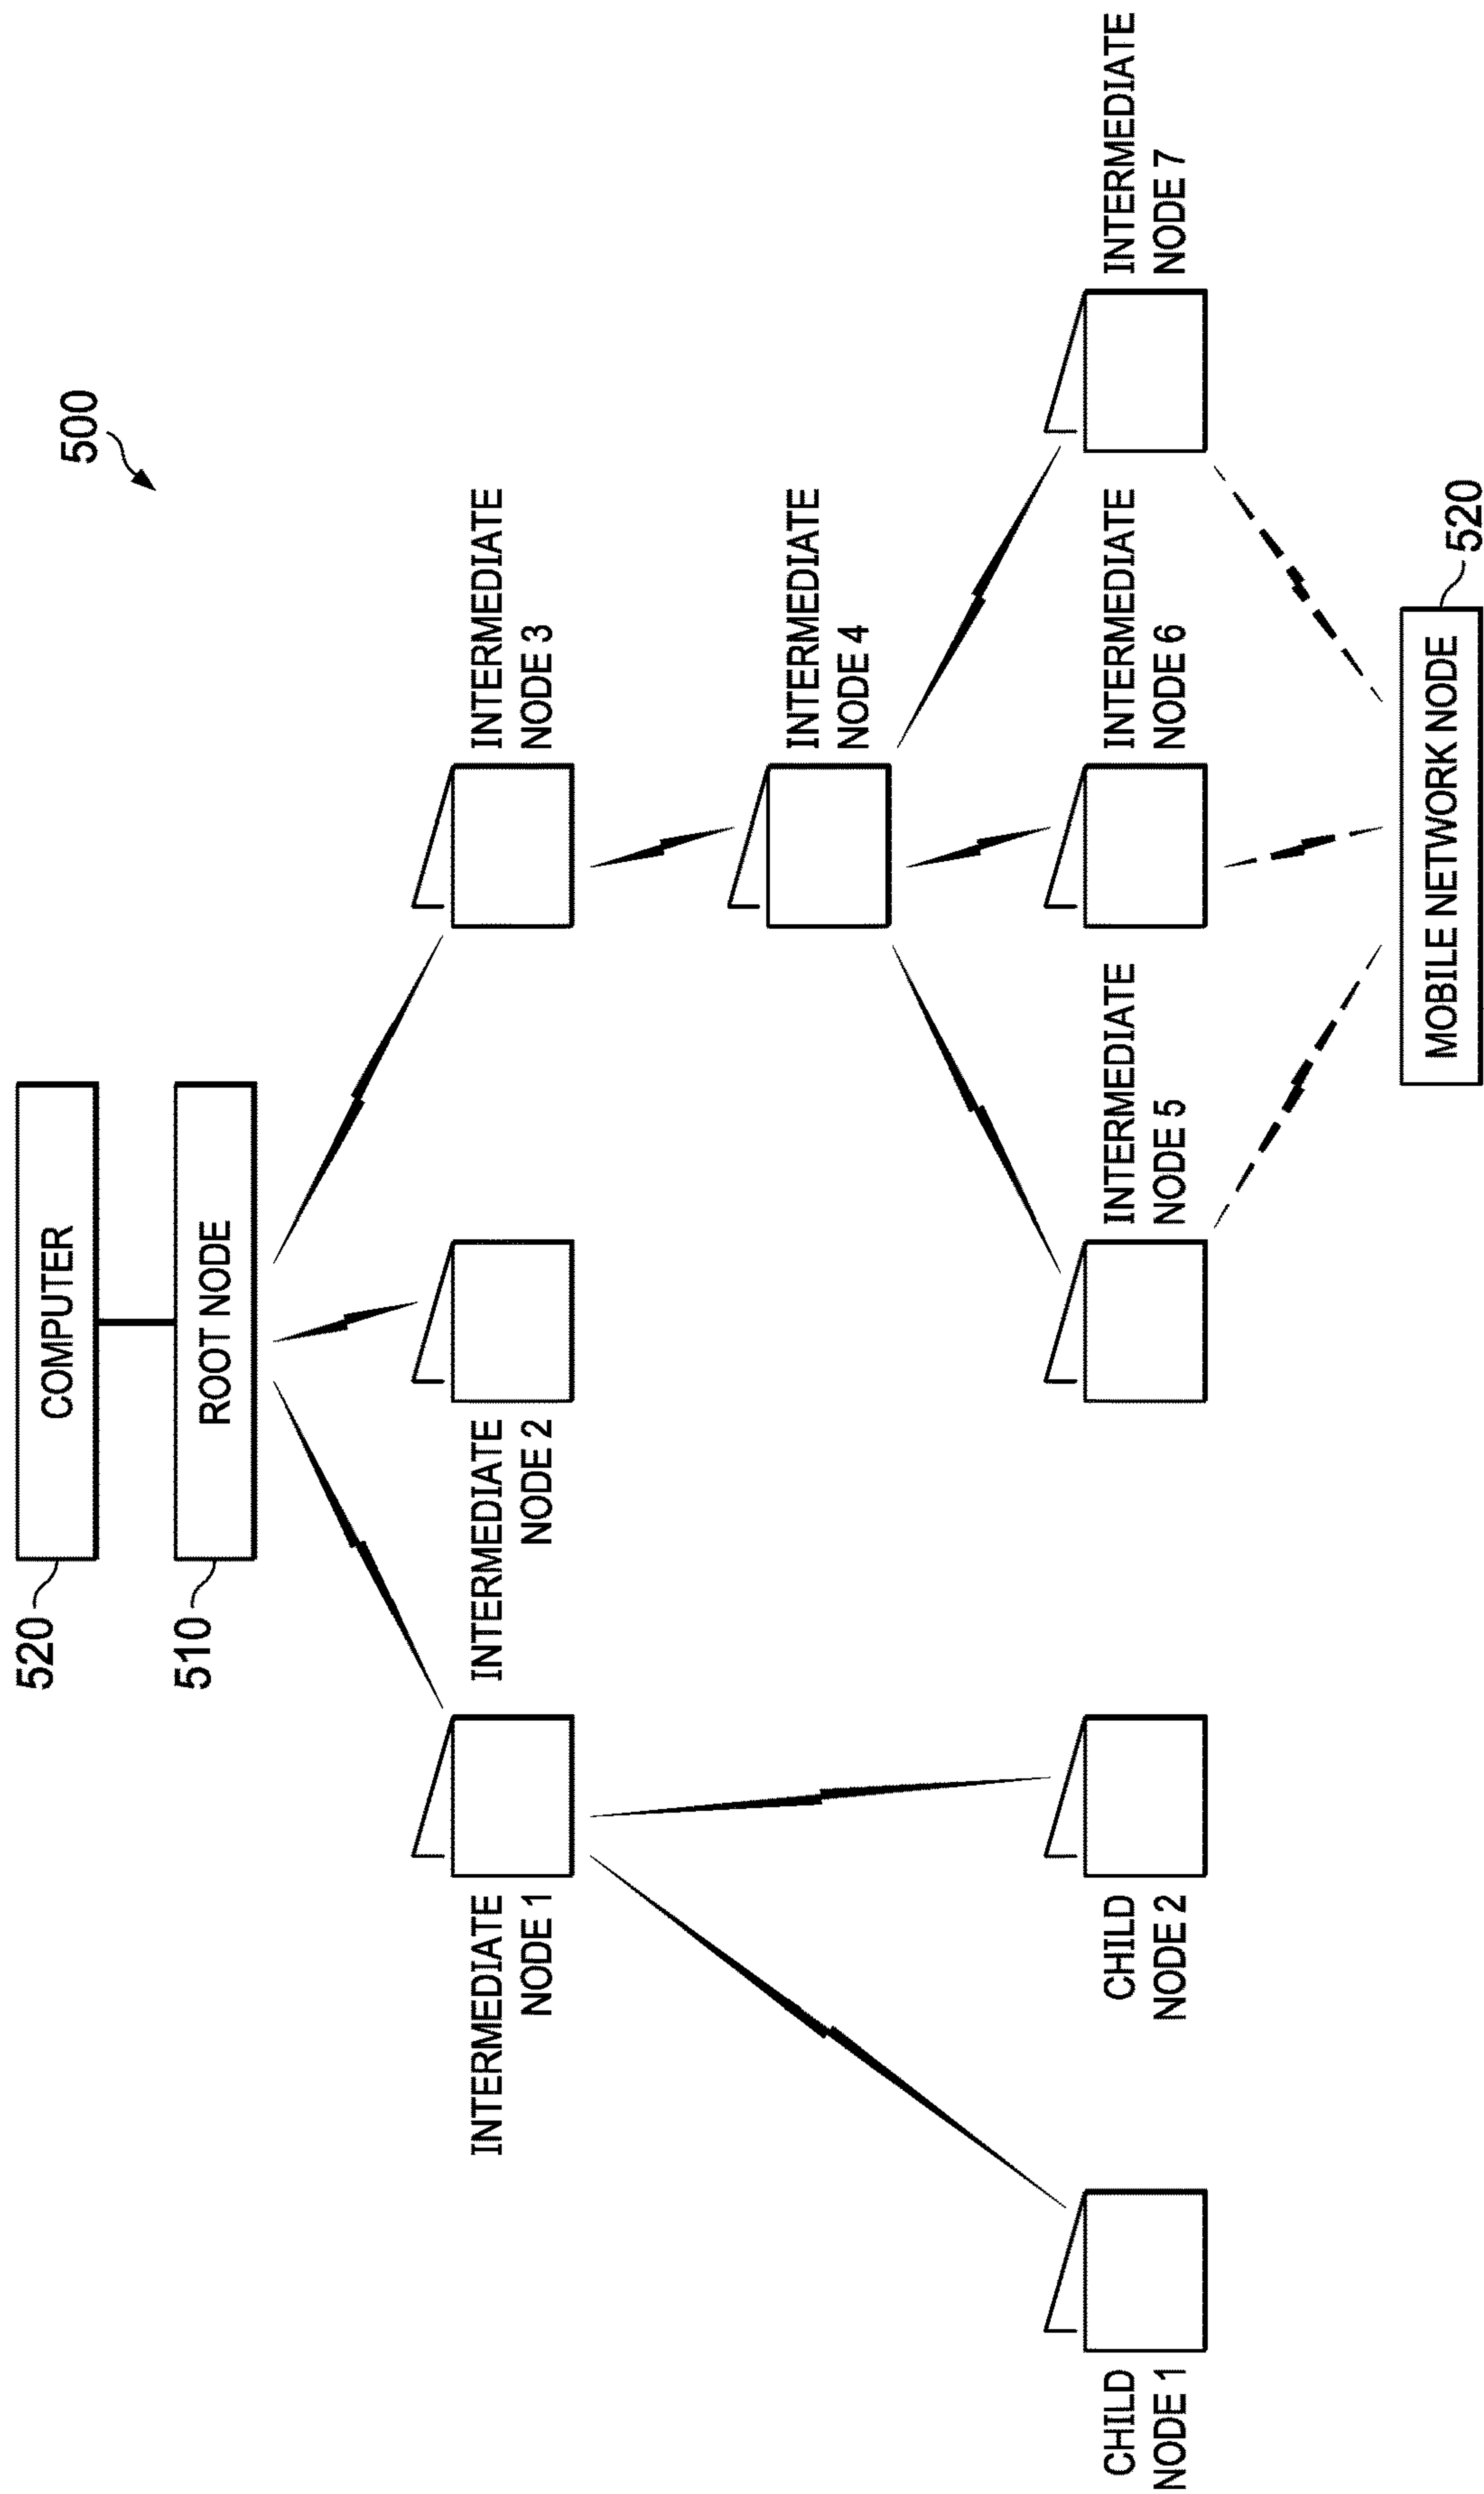 500
520
COMPUTER
510
ROOT NODE
INTERMEDIATE
NODE 1
INTERMEDIATE
NODE 2
INTERMEDIATE
NODE 3
INTERMEDIATE
NODE 4
CHILD
NODE 1
CHILD
NODE 2
INTERMEDIATE
NODE 5
INTERMEDIATE
NODE 6
INTERMEDIATE
NODE 7
MOBILE NETWORK NODE
520